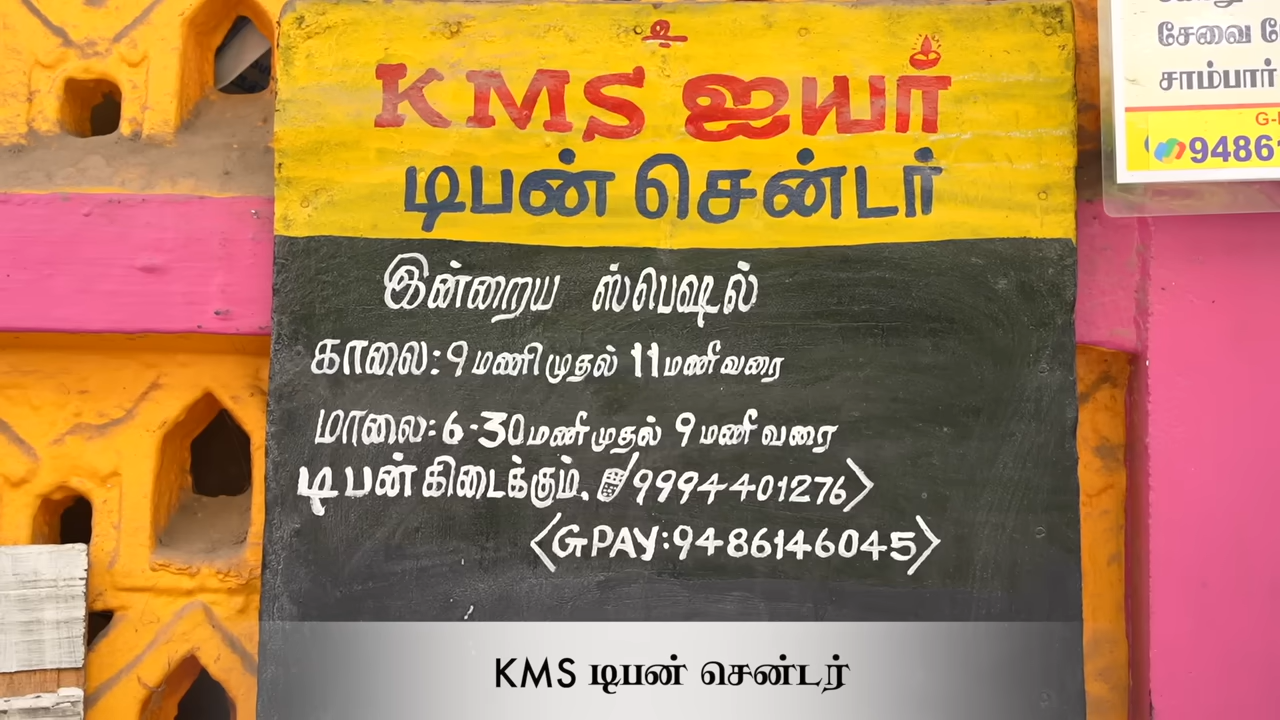 உ
KMS ஐயர்
டிபன் சென்டர்
இன்றைய ஸ்பெஷல்
காலை: 9 மணி முதல் 11 மணி வரை
மாலை: 6-30 மணி முதல் 9 மணி வரை
டிபன் கிடைக்கும். 9994401276>
<GPAY:9486146045>
சேவை
சாம்பார்
G-
9486
KMS டிபன் சென்டர்